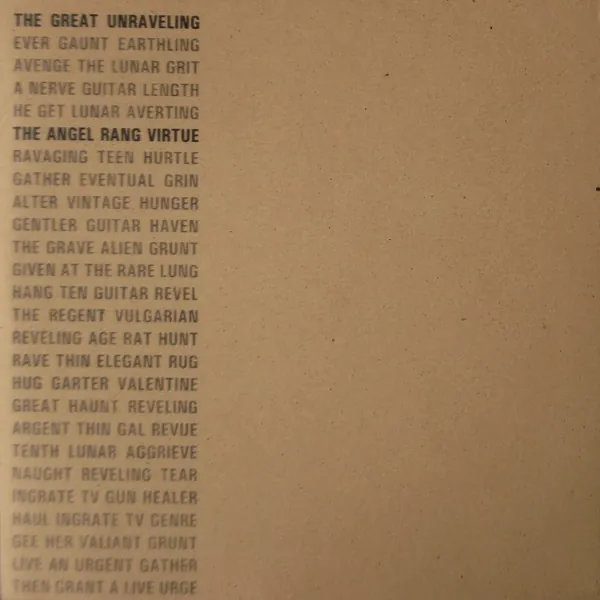 THE GREAT UNRAVELING
EVER GAUNT EARTHLING
AVENGE THE LUNAR GRIT
A NERVE GUITAR LENGTH
HE GET LUNAR AVERTING
THE ANGEL RANG VIRTUE
RAVAGING TEEN HURTLE
GATHER EVENTUAL GRIN
ALTER VINTAGE HUNGER
GENTLER GUITAR HAVEN
THE GRAVE ALIEN GRUNT
GIVEN AT THE RARE LUNG
HANG TEN GUITAR REVEL
THE REGENT VULGARIAN
REVELING AGE RAT HUNT
RAVE THIN ELEGANT RUG
HUG GARTER VALENTINE
GREAT HAUNT REVELING
ARGENT THIN GAL REVUE
TENTH LUNAR AGGRIEVE
NAUGHT REVELING TEAR
INGRATE TV GUN HEALER
HAUL INGRATE TV GENRE
GEE HER VALIANT GRUNT
LIVE AN URGENT GATHER
THEN GRANT A LIVE URGE